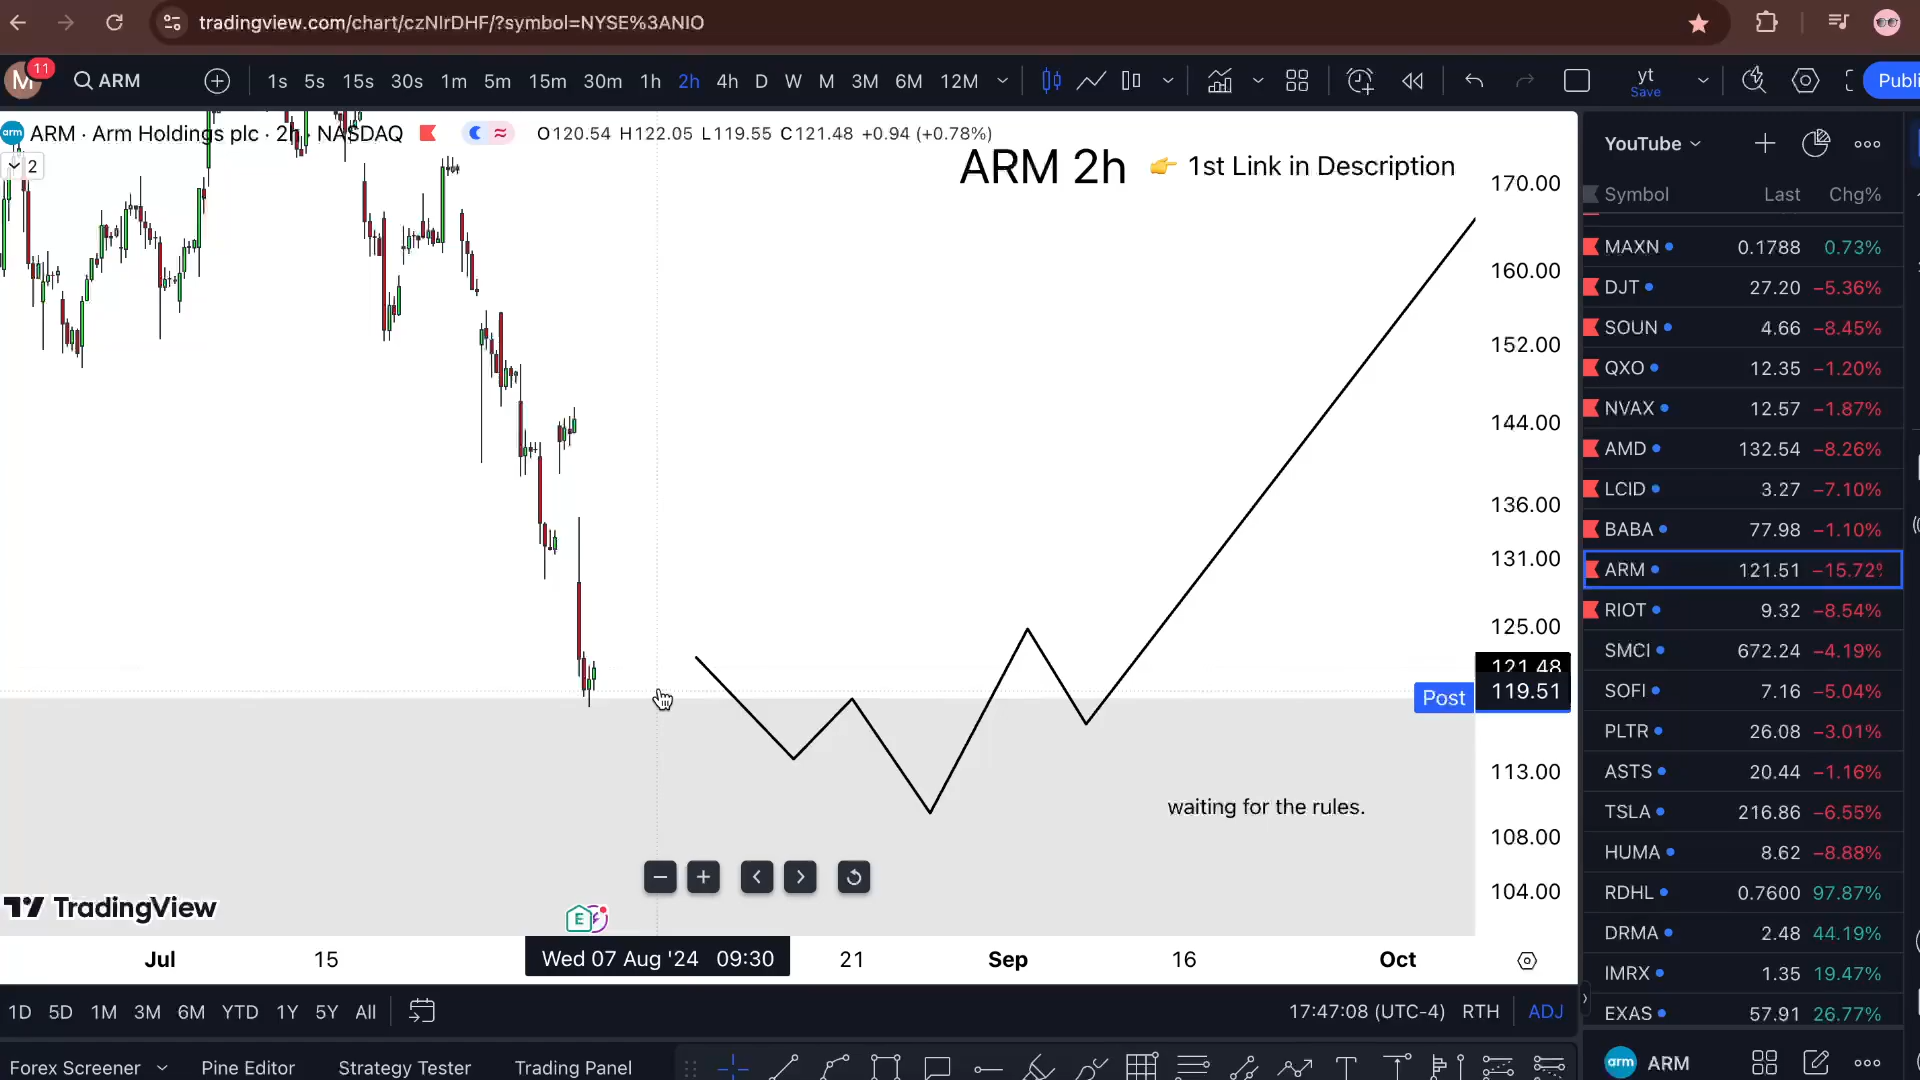 tradingview.com/chart/czNlrDHF/?symbol=NYSE%3ANIO
M 11 ARM 1s 5s 15s 30s 1m 5m 15m 30m 1h 2h 4h D W M 3M 6M 12M yt Save Publi
arm ARM · Arm Holdings plc · 2h · NASDAQ O120.54 H122.05 L119.55 C121.48 +0.94 (+0.78%)
2
ARM 2h 👉 1st Link in Description
170.00
160.00
152.00
144.00
136.00
131.00
125.00
121.48
Post 119.51
113.00
waiting for the rules.
108.00
104.00
TradingView
E
Jul 15 Wed 07 Aug '24 09:30 21 Sep 16 Oct
1D 5D 1M 3M 6M YTD 1Y 5Y All 17:47:08 (UTC-4) RTH ADJ
Forex Screener Pine Editor Strategy Tester Trading Panel
YouTube
Symbol Last Chg%
MAXN 0.1788 0.73%
DJT 27.20 −5.36%
SOUN 4.66 −8.45%
QXO 12.35 −1.20%
NVAX 12.57 −1.87%
AMD 132.54 −8.26%
LCID 3.27 −7.10%
BABA 77.98 −1.10%
ARM 121.51 −15.72%
RIOT 9.32 −8.54%
SMCI 672.24 −4.19%
SOFI 7.16 −5.04%
PLTR 26.08 −3.01%
ASTS 20.44 −1.16%
TSLA 216.86 −6.55%
HUMA 8.62 −8.88%
RDHL 0.7600 97.87%
DRMA 2.48 44.19%
IMRX 1.35 19.47%
EXAS 57.91 26.77%
arm ARM